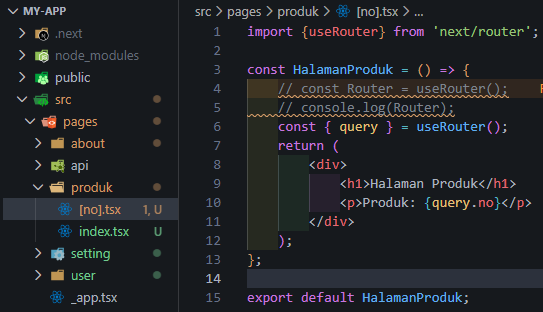 MY-APP
.next
node_modules
public
src
pages
about
api
produk
[no].tsx 1, U
index.tsx U
setting
user
_app.tsx
src > pages > produk > [no].tsx > ...
1 import {useRouter} from 'next/router';
2
3 const HalamanProduk = () => {
4 // const Router = useRouter();
5 // console.log(Router);
6 const { query } = useRouter();
7 return (
8 <div>
9 <h1>Halaman Produk</h1>
10 <p>Produk: {query.no}</p>
11 </div>
12 );
13 };
14
15 export default HalamanProduk;